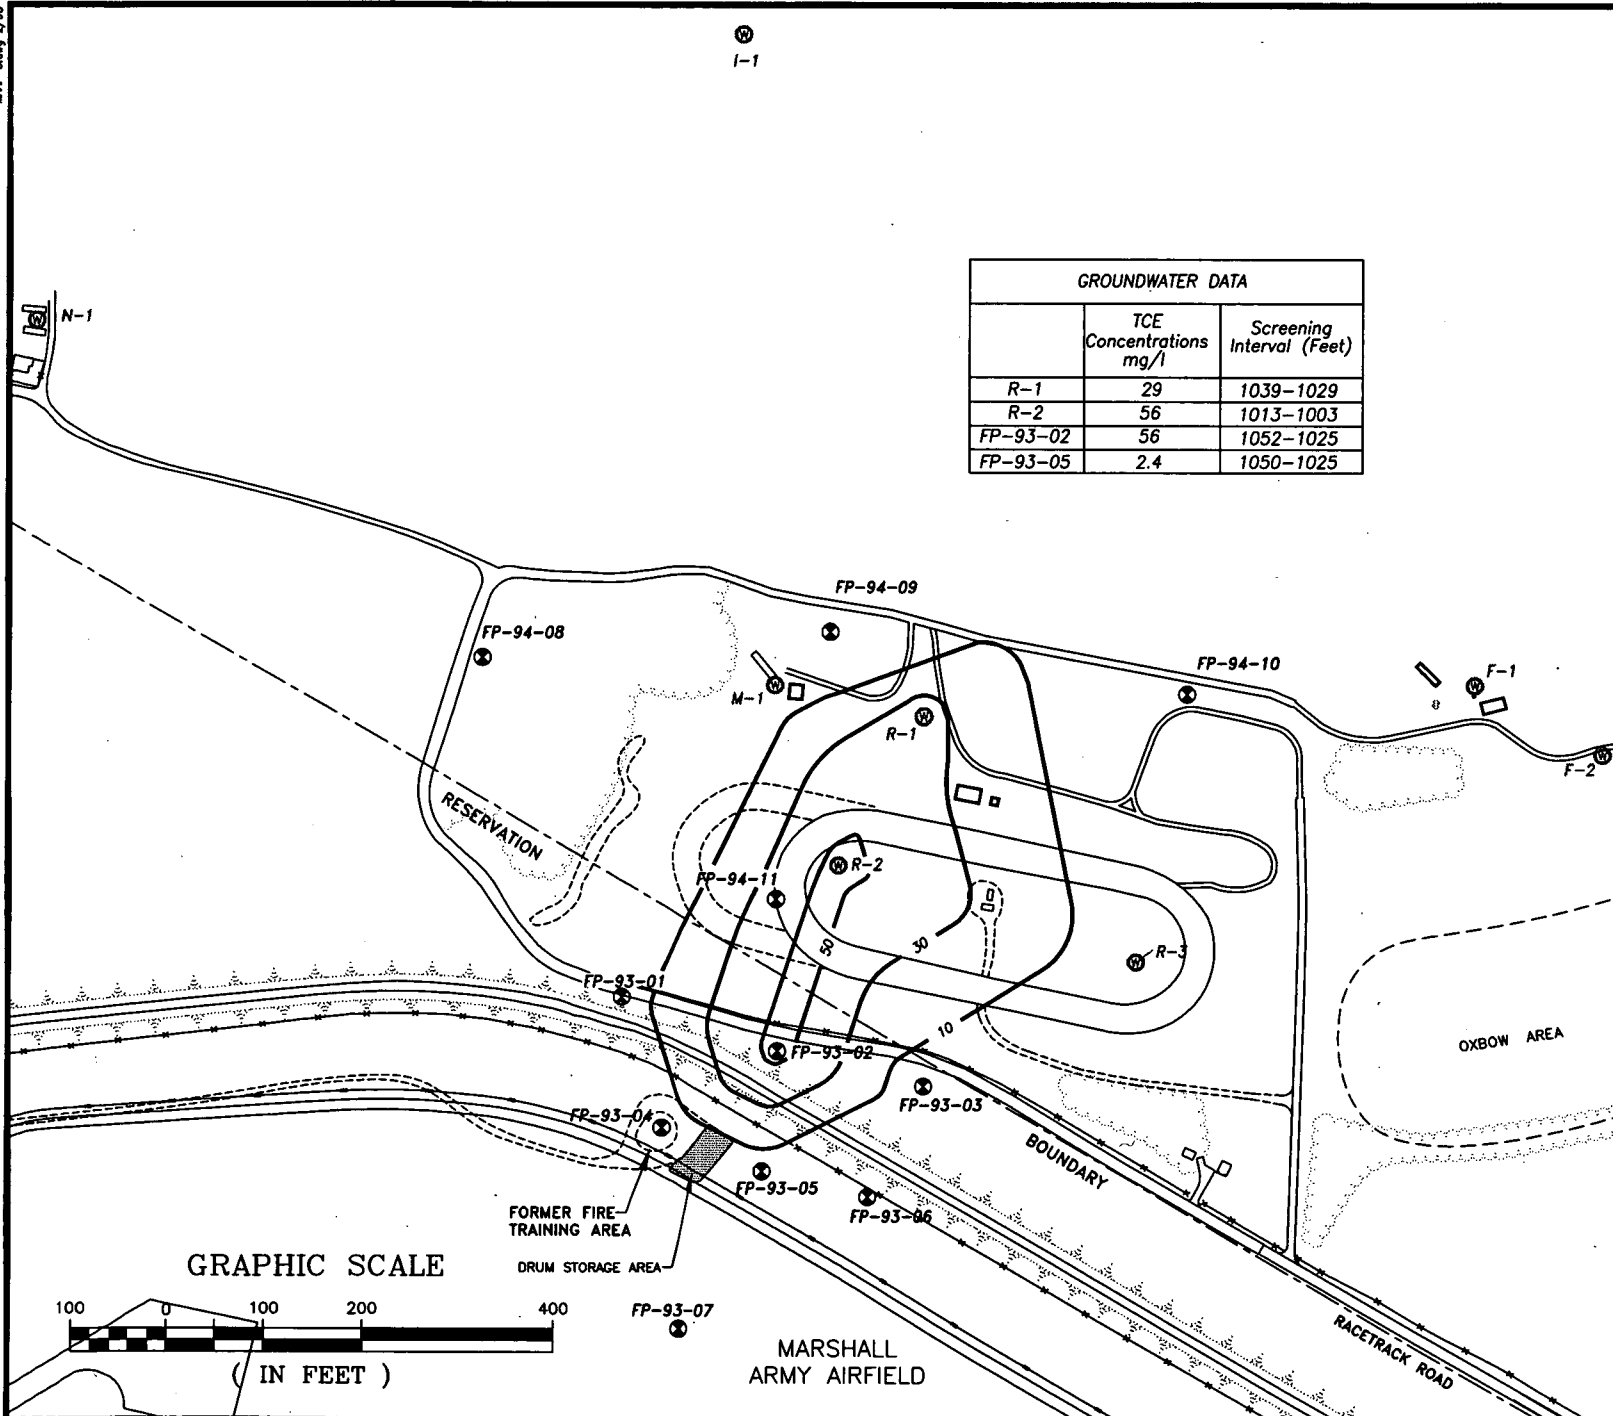 I-1
N-1
GROUNDWATER DATA
TCE Concentrations mg/l
Screening Interval (Feet)
R-1 29 1039-1029
R-2 56 1013-1003
FP-93-02 56 1052-1025
FP-93-05 2.4 1050-1025
FP-94-09
FP-94-08
FP-94-10
F-1
M-1
R-1
F-2
RESERVATION
R-2
FP-94-11
50
30
R-3
FP-93-01
10
OXBOW AREA
FP-93-02
FP-93-03
FP-93-04
BOUNDARY
FP-93-05
FP-93-06
FORMER FIRE
TRAINING AREA
DRUM STORAGE AREA
GRAPHIC SCALE
100 0 100 200 400
( IN FEET )
FP-93-07
MARSHALL
ARMY AIRFIELD
RACETRACK ROAD